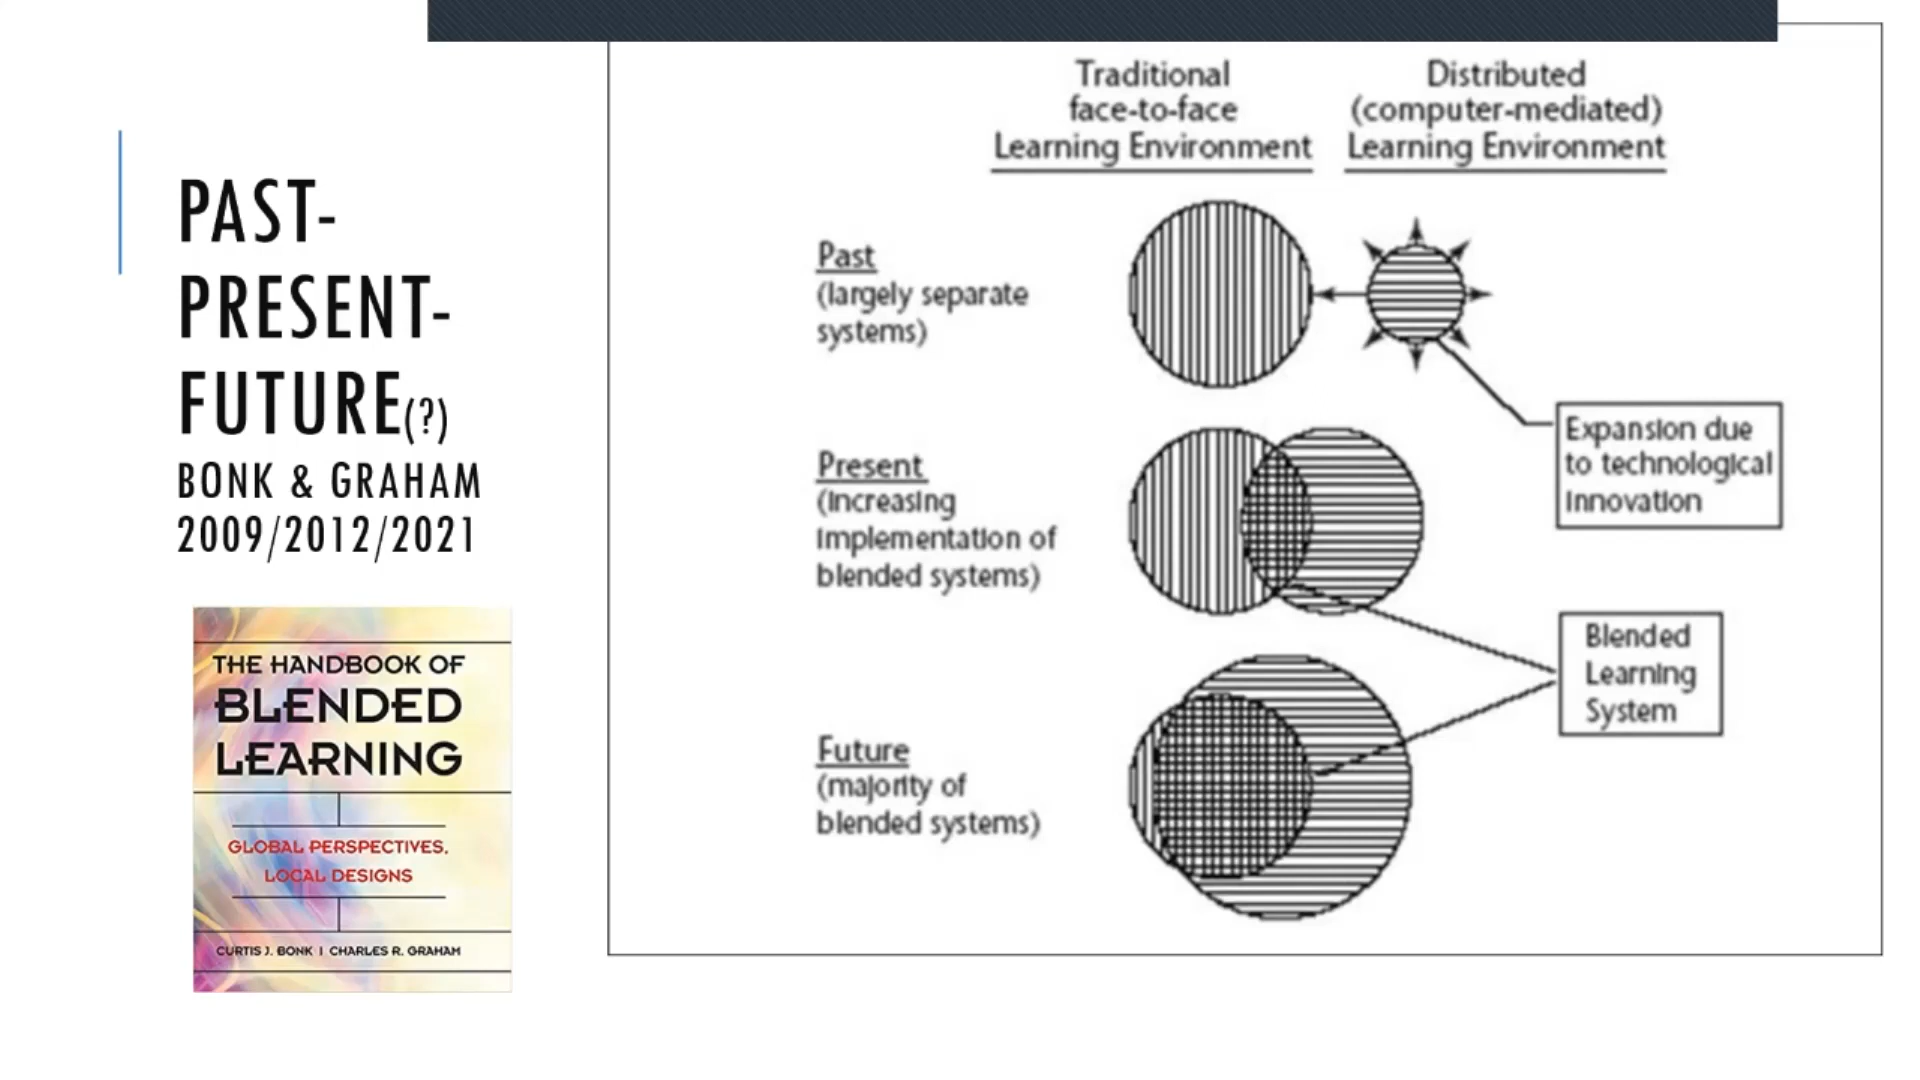 PAST-
PRESENT-
FUTURE(?)
BONK & GRAHAM
2009/2012/2021
THE HANDBOOK OF
BLENDED
LEARNING
GLOBAL PERSPECTIVES,
LOCAL DESIGNS
CURTIS J. BONK | CHARLES R. GRAHAM
Traditional
face-to-face
Learning Environment
Distributed
(computer-mediated)
Learning Environment
Past
(largely separate
systems)
Expansion due
to technological
innovation
Present
(increasing
implementation of
blended systems)
Blended
Learning
System
Future
(majority of
blended systems)